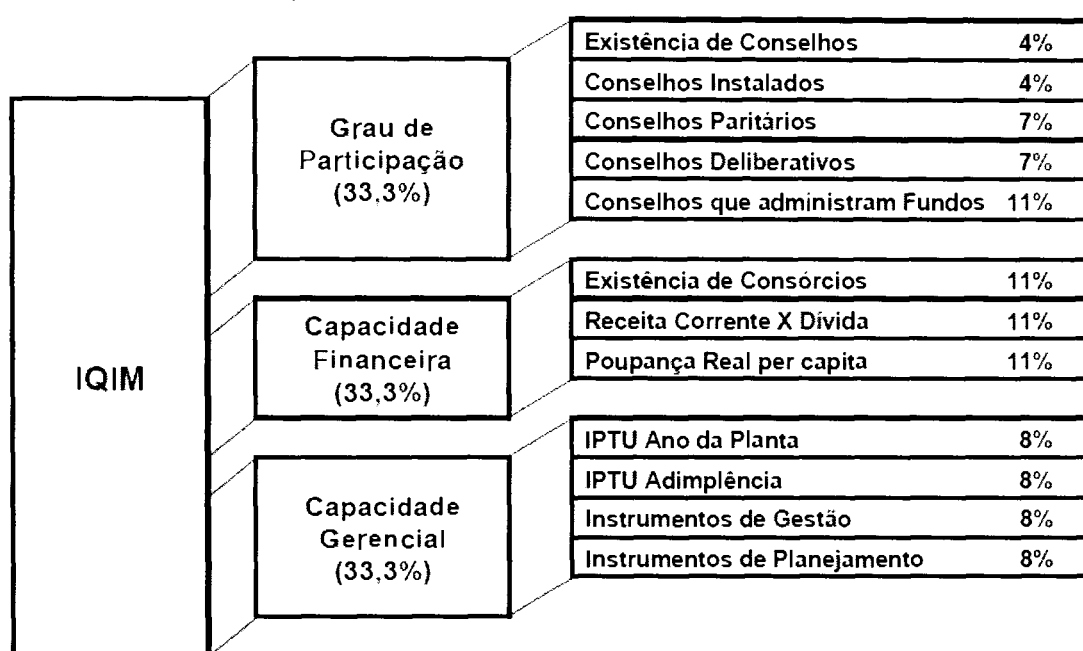 IQIM
Grau de
Participação
(33,3%)
Existência de Conselhos 4%
Conselhos Instalados 4%
Conselhos Paritários 7%
Conselhos Deliberativos 7%
Conselhos que administram Fundos 11%
Capacidade
Financeira
(33,3%)
Existência de Consórcios 11%
Receita Corrente X Dívida 11%
Poupança Real per capita 11%
Capacidade
Gerencial
(33,3%)
IPTU Ano da Planta 8%
IPTU Adimplência 8%
Instrumentos de Gestão 8%
Instrumentos de Planejamento 8%